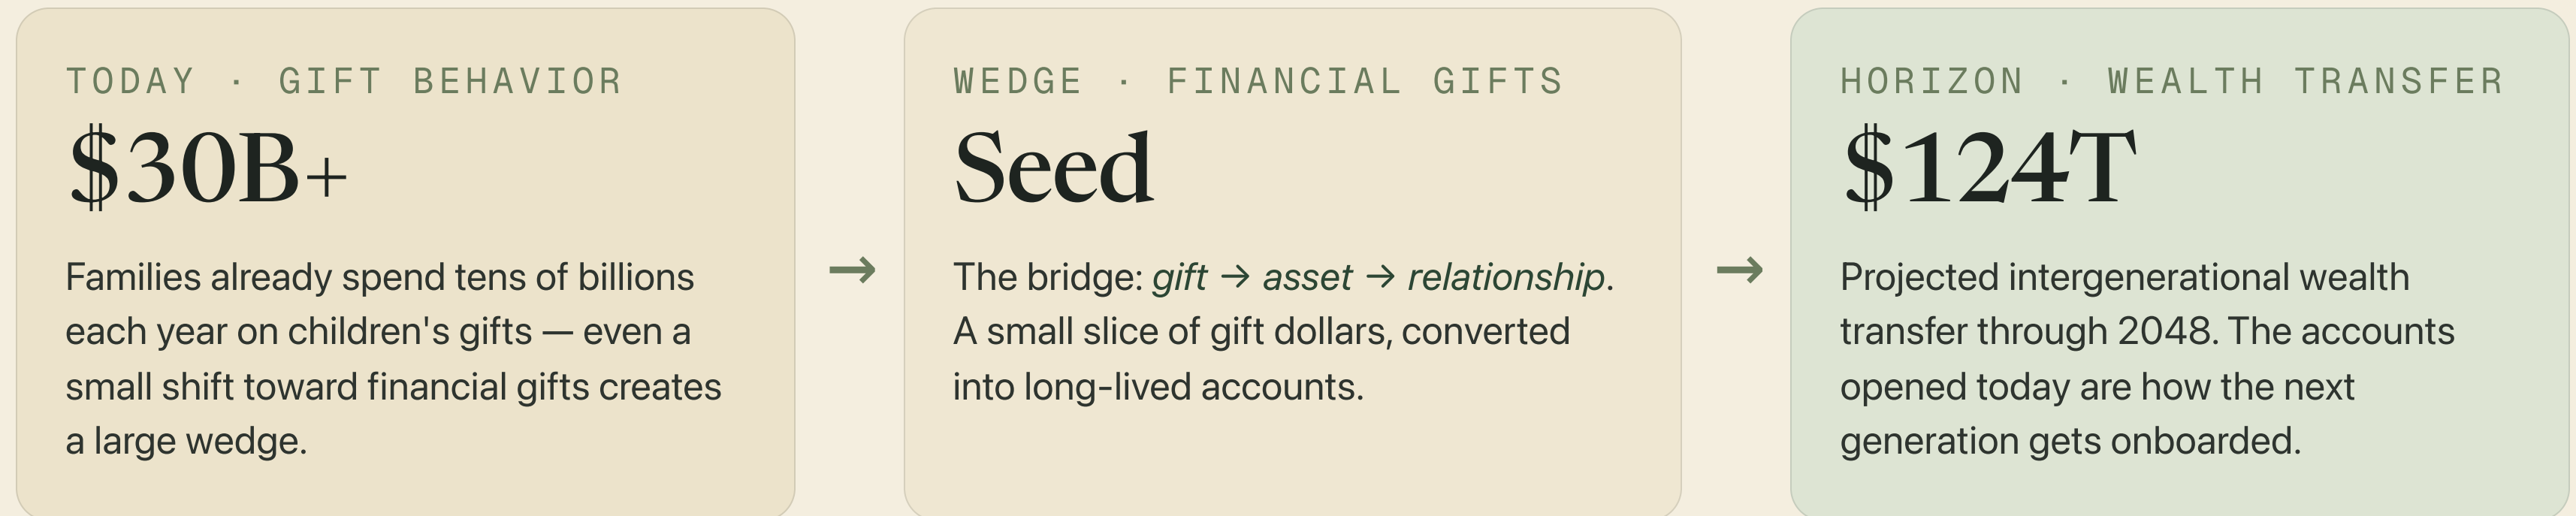 TODAY · GIFT BEHAVIOR
$30B+
Families already spend tens of billions
each year on children's gifts — even a
small shift toward financial gifts creates
a large wedge.
→
WEDGE · FINANCIAL GIFTS
Seed
The bridge: gift → asset → relationship.
A small slice of gift dollars, converted
into long-lived accounts.
→
HORIZON · WEALTH TRANSFER
$124T
Projected intergenerational wealth
transfer through 2048. The accounts
opened today are how the next
generation gets onboarded.